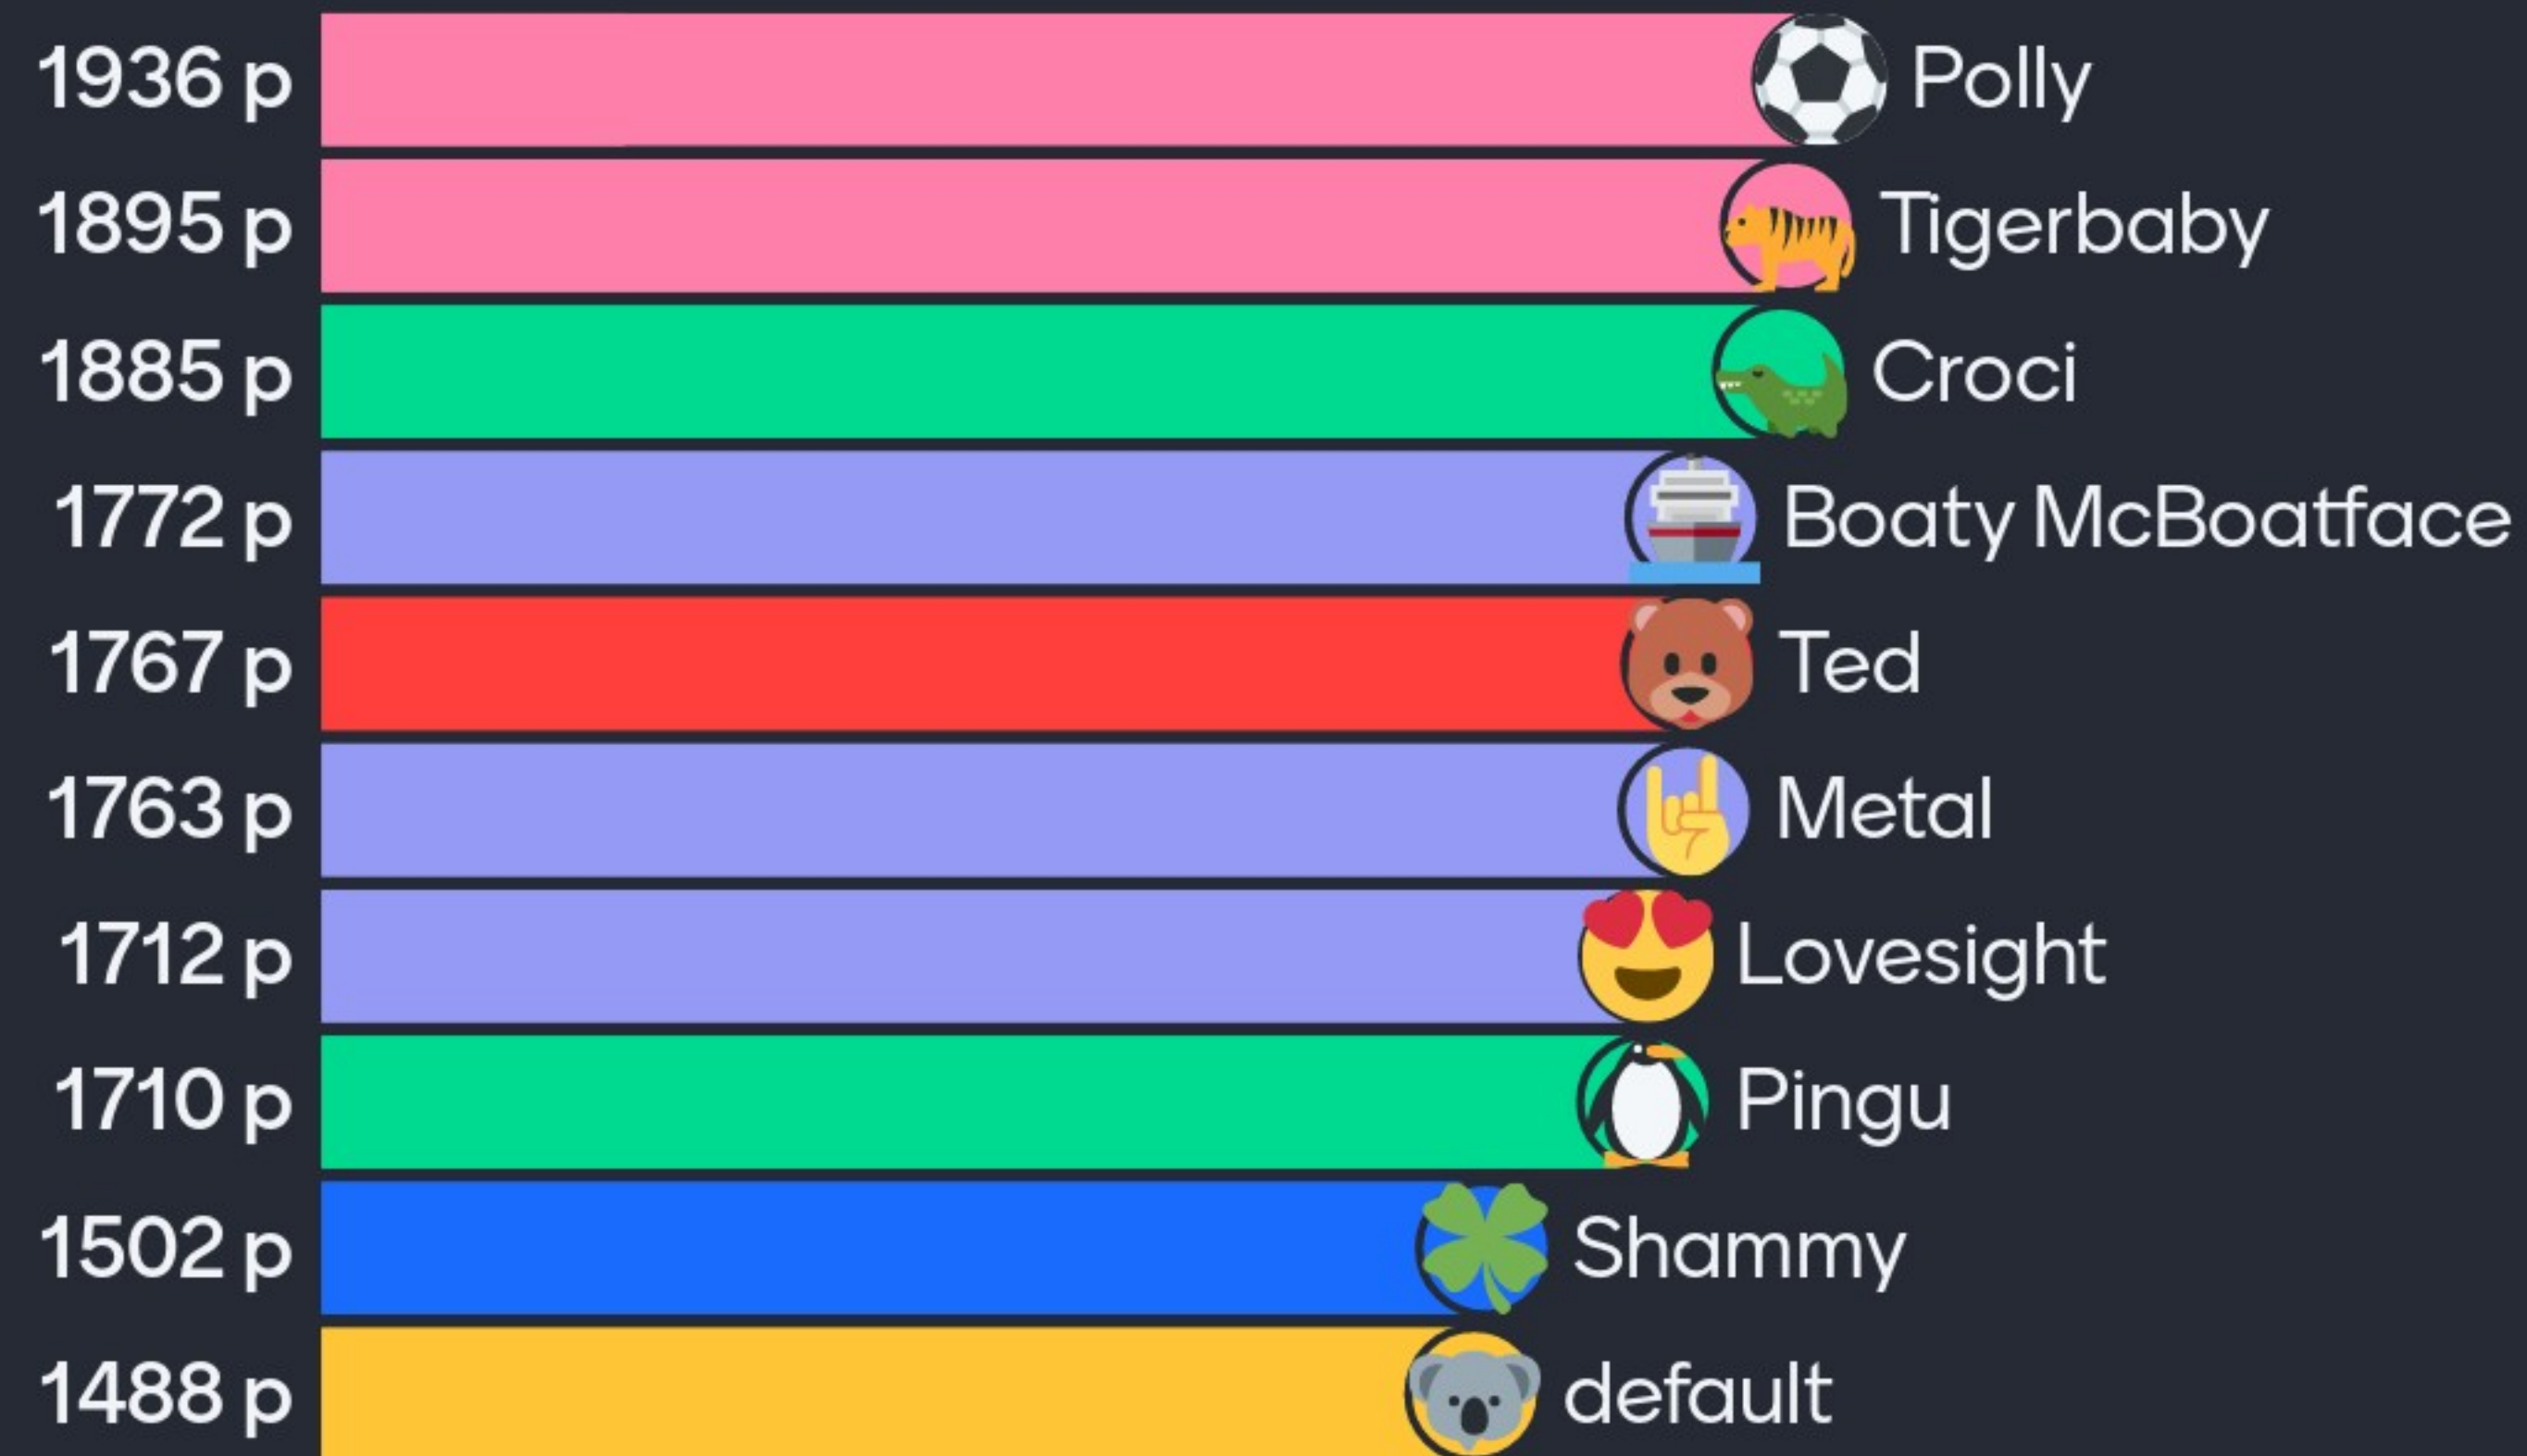 1936 p Polly
1895 p Tigerbaby
1885 p Croci
1772 p Boaty McBoatface
1767 p Ted
1763 p Metal
1712 p Lovesight
1710 p Pingu
1502 p Shammy
1488 p default